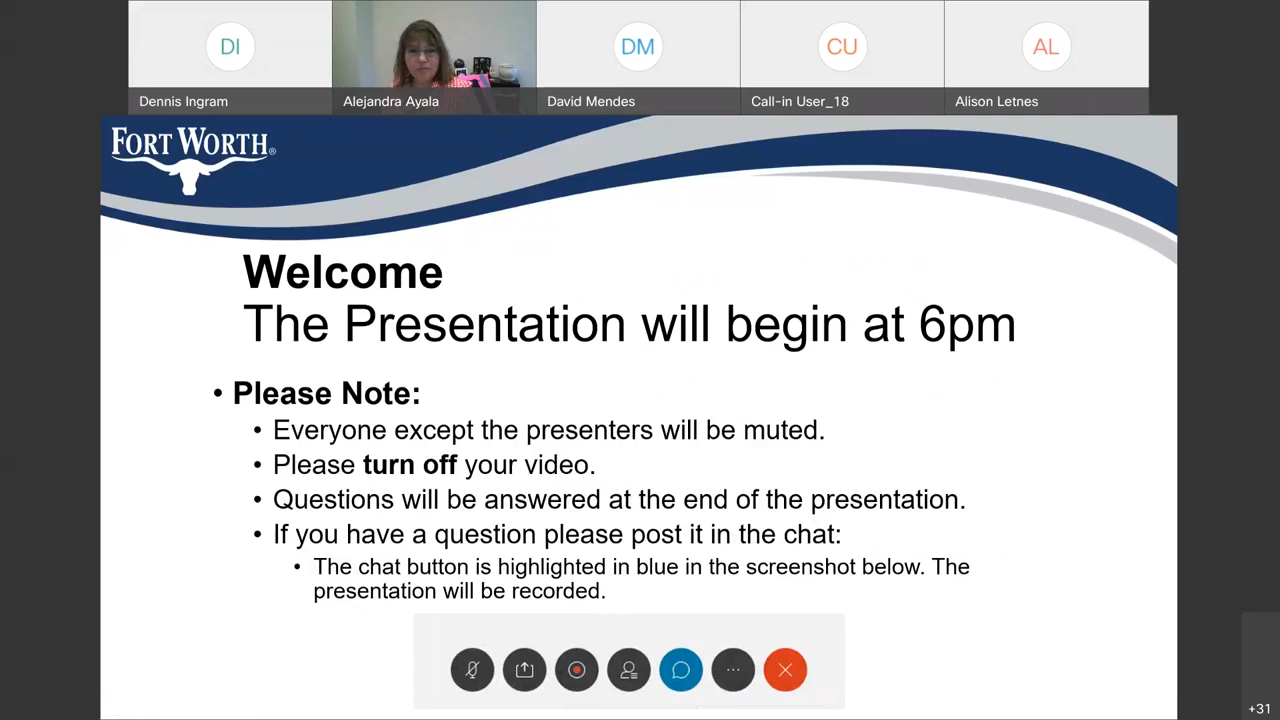 DI
DM
CU
AL
Dennis Ingram
Alejandra Ayala
David Mendes
Call-in User_18
Alison Letnes
FORT WORTH®
Welcome
The Presentation will begin at 6pm
• Please Note:
• Everyone except the presenters will be muted.
• Please turn off your video.
• Questions will be answered at the end of the presentation.
• If you have a question please post it in the chat:
• The chat button is highlighted in blue in the screenshot below. The
presentation will be recorded.
+31